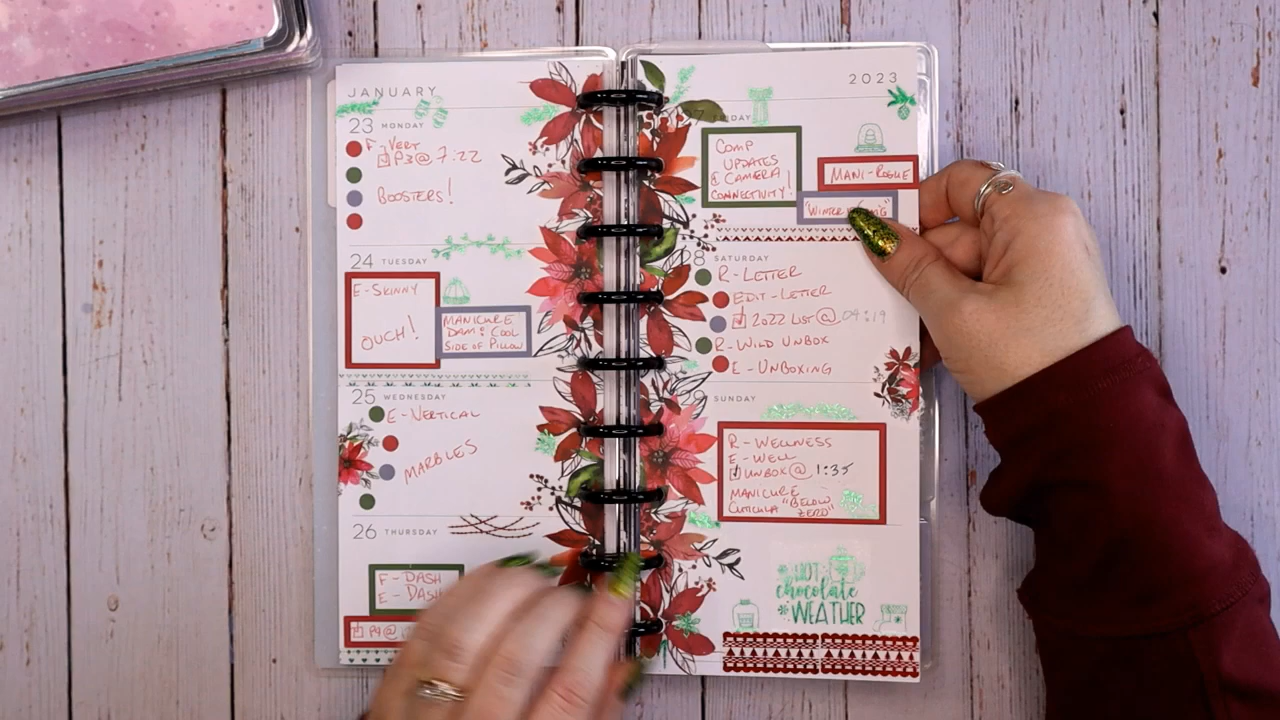 JANUARY
23 MONDAY
F-VERT
P3@ 7:22
BOOSTERS!
24 TUESDAY
E-SKINNY
OUCH!
MANICURE
DAM: COOL
SIDE OF PILLOW
25 WEDNESDAY
E-VERTICAL
MARBLES
26 THURSDAY
F-DASH
E-DASH
P4@
2023
COMP
UPDATES
& CAMERA
CONNECTIVITY!
MANI-ROGUE
"WINTER
28 SATURDAY
R-LETTER
EDIT-LETTER
2022 LIST@ 04:19
R-WILD UNBOX
E-UNBOXING
SUNDAY
R-WELLNESS
E-WELL
UNBOX@ 1:35
MANICURE
CUTICULA "BELOW
ZERO"
HOT
chocolate
WEATHER